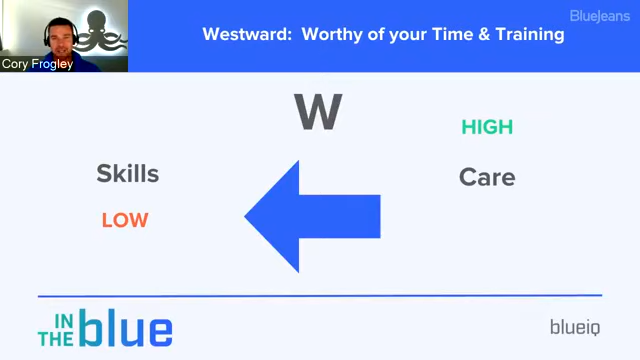 BlueJeans
Westward: Worthy of your Time & Training
Cory Frogley
W
HIGH
Skills
Care
LOW
IN
THE blue
blueiq